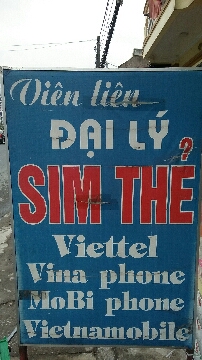 Viên liên
ĐẠI LÝ
SIM THẺ
Viettel
Vina phone
MoBi phone
Vietnamobile